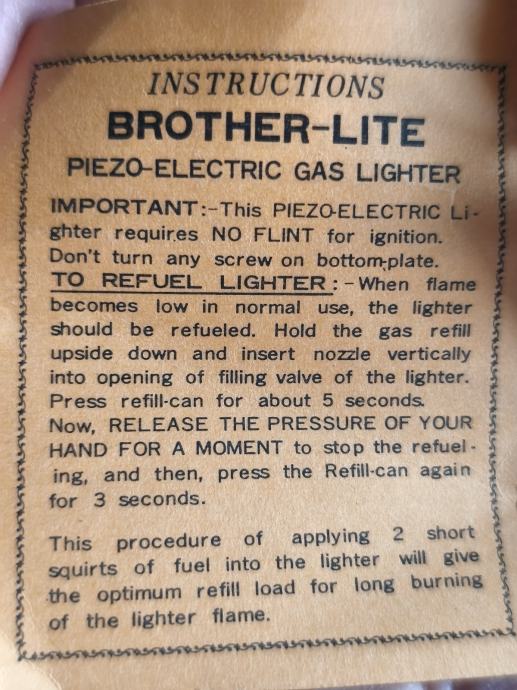 INSTRUCTIONS
BROTHER-LITE
PIEZO-ELECTRIC GAS LIGHTER
IMPORTANT:-This PIEZO-ELECTRIC Li-
ghter requires NO FLINT for ignition.
Don't turn any screw on bottom-plate.
TO REFUEL LIGHTER:-When flame
becomes low in normal use, the lighter
should be refueled. Hold the gas refill
upside down and insert nozzle vertically
into opening of filling valve of the lighter.
Press refill-can for about 5 seconds.
Now, RELEASE THE PRESSURE OF YOUR
HAND FOR A MOMENT to stop the refuel-
ing, and then, press the Refill-can again
for 3 seconds.
This procedure of applying 2 short
squirts of fuel into the lighter will give
the optimum refill load for long burning
of the lighter flame.